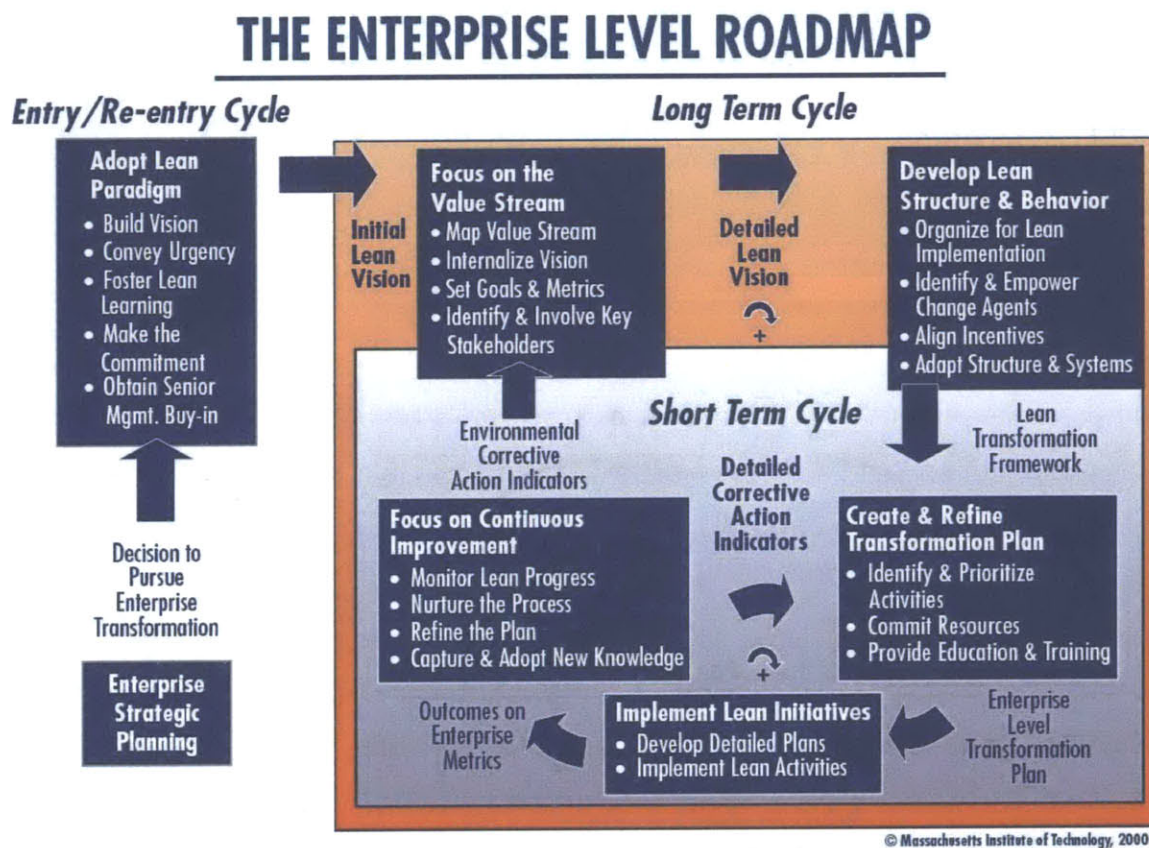 THE ENTERPRISE LEVEL ROADMAP
Entry/Re-entry Cycle
Long Term Cycle
Adopt Lean
Paradigm
• Build Vision
• Convey Urgency
• Foster Lean
Learning
• Make the
Commitment
• Obtain Senior
Mgmt. Buy-in
Decision to
Pursue
Enterprise
Transformation
Enterprise
Strategic
Planning
Initial
Lean
Vision
Focus on the
Value Stream
• Map Value Stream
• Internalize Vision
• Set Goals & Metrics
• Identify & Involve Key
Stakeholders
Detailed
Lean
Vision
+
Develop Lean
Structure & Behavior
• Organize for Lean
Implementation
• Identify & Empower
Change Agents
• Align Incentives
• Adapt Structure & Systems
Short Term Cycle
Environmental
Corrective
Action Indicators
Detailed
Corrective
Action
Indicators
+
Lean
Transformation
Framework
Focus on Continuous
Improvement
• Monitor Lean Progress
• Nurture the Process
• Refine the Plan
• Capture & Adopt New Knowledge
Create & Refine
Transformation Plan
• Identify & Prioritize
Activities
• Commit Resources
• Provide Education & Training
Outcomes on
Enterprise
Metrics
Implement Lean Initiatives
• Develop Detailed Plans
• Implement Lean Activities
Enterprise
Level
Transformation
Plan
© Massachusetts Institute of Technology, 2000